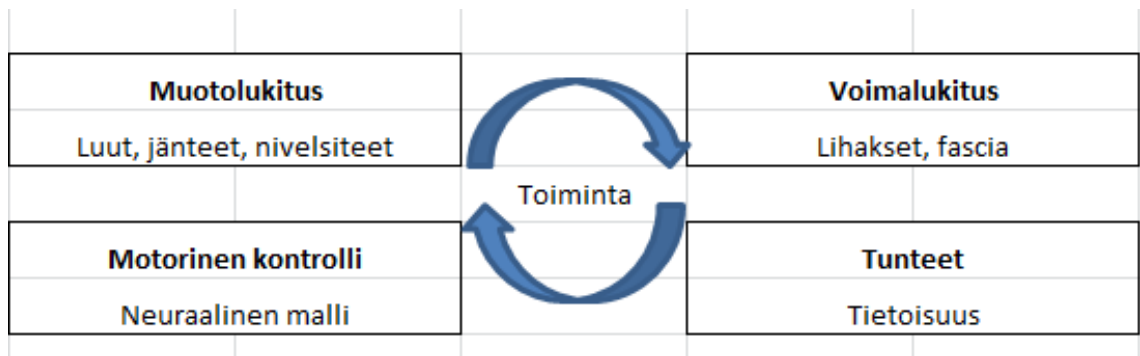 Muotolukitus
Luut, jänteet, nivelsiteet
Voimalukitus
Lihakset, fascia
Toiminta
Motorinen kontrolli
Neuraalinen malli
Tunteet
Tietoisuus